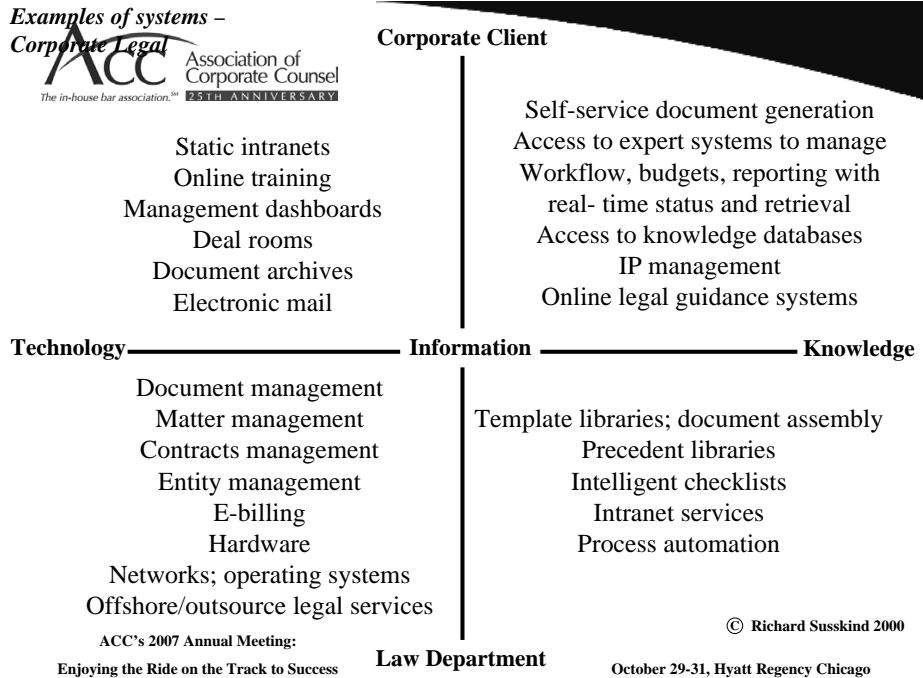 Examples of systems –
Corporate Legal
ACC Association of
Corporate Counsel
The in-house bar association.℠ 25TH ANNIVERSARY
Corporate Client
Static intranets
Online training
Management dashboards
Deal rooms
Document archives
Electronic mail
Self-service document generation
Access to expert systems to manage
Workflow, budgets, reporting with
real- time status and retrieval
Access to knowledge databases
IP management
Online legal guidance systems
Technology Information Knowledge
Document management
Matter management
Contracts management
Entity management
E-billing
Hardware
Networks; operating systems
Offshore/outsource legal services
Template libraries; document assembly
Precedent libraries
Intelligent checklists
Intranet services
Process automation
© Richard Susskind 2000
ACC's 2007 Annual Meeting:
Enjoying the Ride on the Track to Success
Law Department
October 29-31, Hyatt Regency Chicago